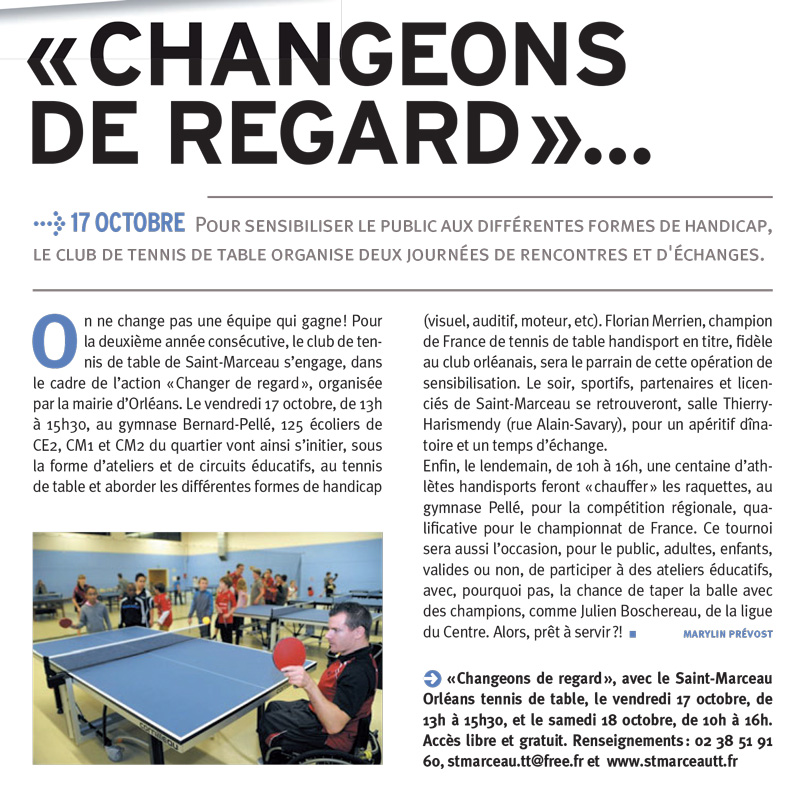 « CHANGEONS
DE REGARD »...
17 OCTOBRE POUR SENSIBILISER LE PUBLIC AUX DIFFÉRENTES FORMES DE HANDICAP,
LE CLUB DE TENNIS DE TABLE ORGANISE DEUX JOURNÉES DE RENCONTRES ET D'ÉCHANGES.
On ne change pas une équipe qui gagne! Pour
la deuxième année consécutive, le club de ten-
nis de table de Saint-Marceau s'engage, dans
le cadre de l'action «Changer de regard», organisée
par la mairie d'Orléans. Le vendredi 17 octobre, de 13h
à 15h30, au gymnase Bernard-Pellé, 125 écoliers de
CE2, CM1 et CM2 du quartier vont ainsi s'initier, sous
la forme d'ateliers et de circuits éducatifs, au tennis
de table et aborder les différentes formes de handicap
(visuel, auditif, moteur, etc). Florian Merrien, champion
de France de tennis de table handisport en titre, fidèle
au club orléanais, sera le parrain de cette opération de
sensibilisation. Le soir, sportifs, partenaires et licen-
ciés de Saint-Marceau se retrouveront, salle Thierry-
Harismendy (rue Alain-Savary), pour un apéritif dîna-
toire et un temps d'échange.
Enfin, le lendemain, de 10h à 16h, une centaine d'ath-
lètes handisports feront «chauffer» les raquettes, au
gymnase Pellé, pour la compétition régionale, qua-
lificative pour le championnat de France. Ce tournoi
sera aussi l'occasion, pour le public, adultes, enfants,
valides ou non, de participer à des ateliers éducatifs,
avec, pourquoi pas, la chance de taper la balle avec
des champions, comme Julien Boschereau, de la ligue
du Centre. Alors, prêt à servir?! ■ MARYLIN PRÉVOST
«Changeons de regard», avec le Saint-Marceau
Orléans tennis de table, le vendredi 17 octobre, de
13h à 15h30, et le samedi 18 octobre, de 10h à 16h.
Accès libre et gratuit. Renseignements: 02 38 51 91
60, stmarceau.tt@free.fr et www.stmarceautt.fr